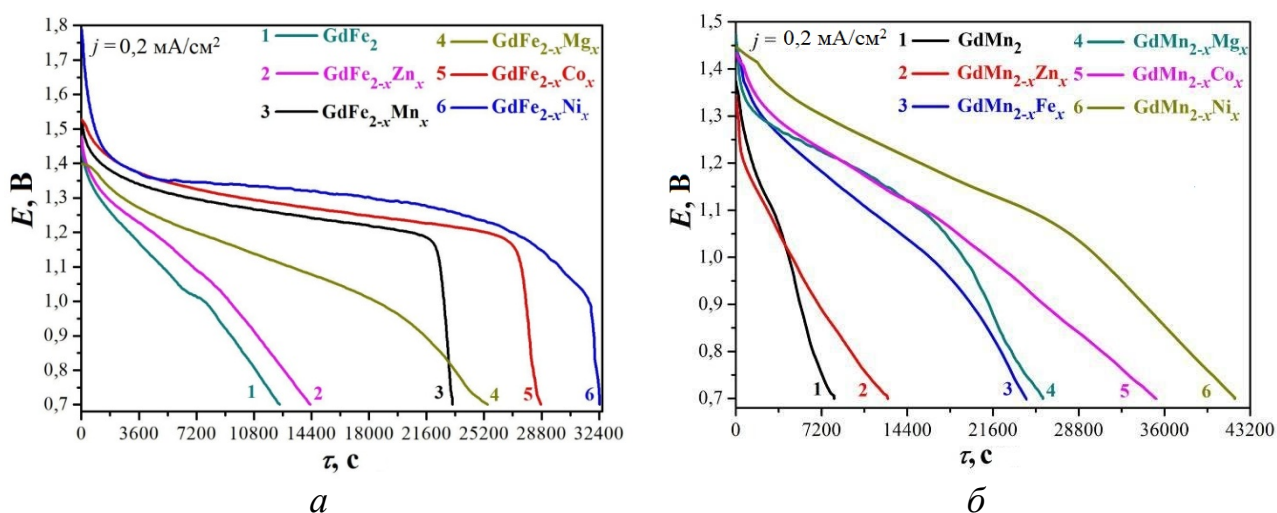 j = 0,2 мА/см²
1 GdFe₂
2 GdFe₂₋ₓZnₓ
3 GdFe₂₋ₓMnₓ
4 GdFe₂₋ₓMgₓ
5 GdFe₂₋ₓCoₓ
6 GdFe₂₋ₓNiₓ
E, В
1,8
1,7
1,6
1,5
1,4
1,3
1,2
1,1
1,0
0,9
0,8
0,7
1
2
3
4
5
6
0 3600 7200 10800 14400 18000 21600 25200 28800 32400
τ, с
а
j = 0,2 мА/см²
1 GdMn₂
2 GdMn₂₋ₓZnₓ
3 GdMn₂₋ₓFeₓ
4 GdMn₂₋ₓMgₓ
5 GdMn₂₋ₓCoₓ
6 GdMn₂₋ₓNiₓ
E, В
1,5
1,4
1,3
1,2
1,1
1,0
0,9
0,8
0,7
1
2
3
4
5
6
0 7200 14400 21600 28800 36000 43200
τ, с
б